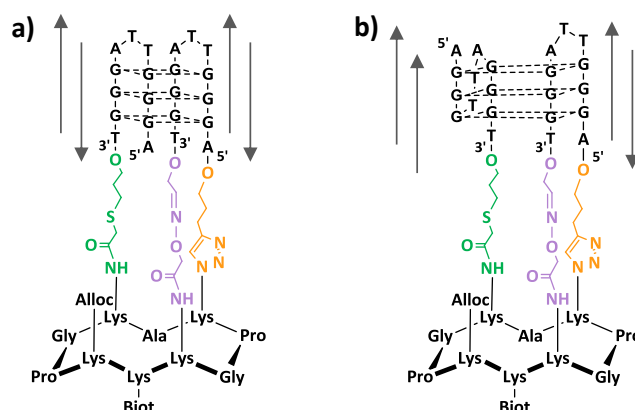 a)
T T
A T A T
G G G G
G G G G
G G G G
T A T A
3' 5' 3' 5'
O O O
S N O
O NH
O NH
N N N
Alloc
Lys Lys
Gly Ala Pro
Lys Lys
Pro Lys Gly
Biot
b)
5'
T
A A A T
G T G G G
G G G G
G T G G G
T T A
3' 3' 5'
O O O
S N O
O NH
O NH
N N N
Alloc
Lys Lys
Gly Ala Pro
Lys Lys
Pro Lys Gly
Biot